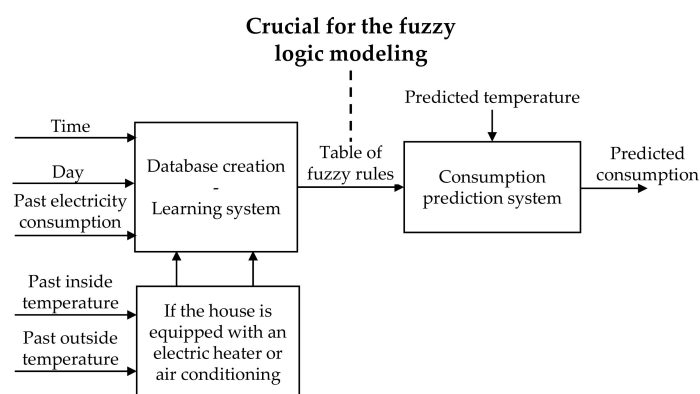 Crucial for the fuzzy
logic modeling
Predicted temperature
Time
Database creation
-
Learning system
Table of
fuzzy rules
Consumption
prediction system
Predicted
consumption
Day
Past electricity
consumption
Past inside
temperature
Past outside
temperature
If the house is
equipped with an
electric heater or
air conditioning